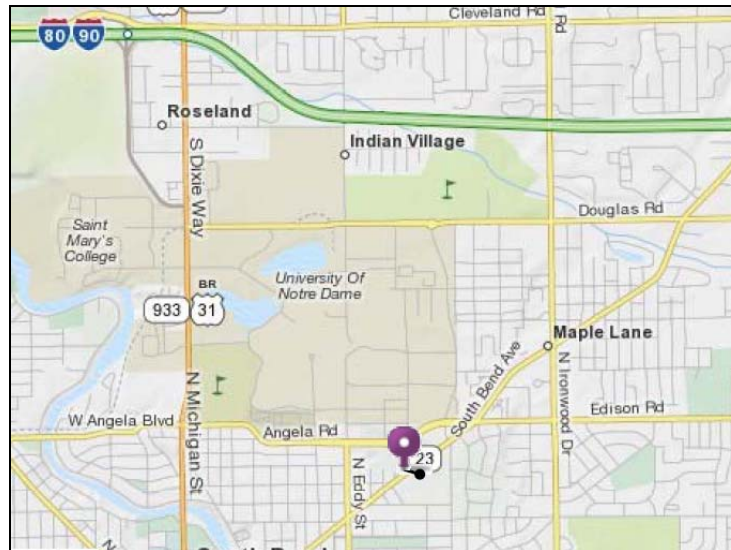 Cleveland Rd
80
90
Rd
Roseland
Indian Village
S Dixie Way
Douglas Rd
Saint
Mary's
College
University Of
Notre Dame
BR
933
31
Maple Lane
South Bend Ave
N Ironwood Dr
N Michigan St
W Angela Blvd
Edison Rd
Angela Rd
23
N Eddy St